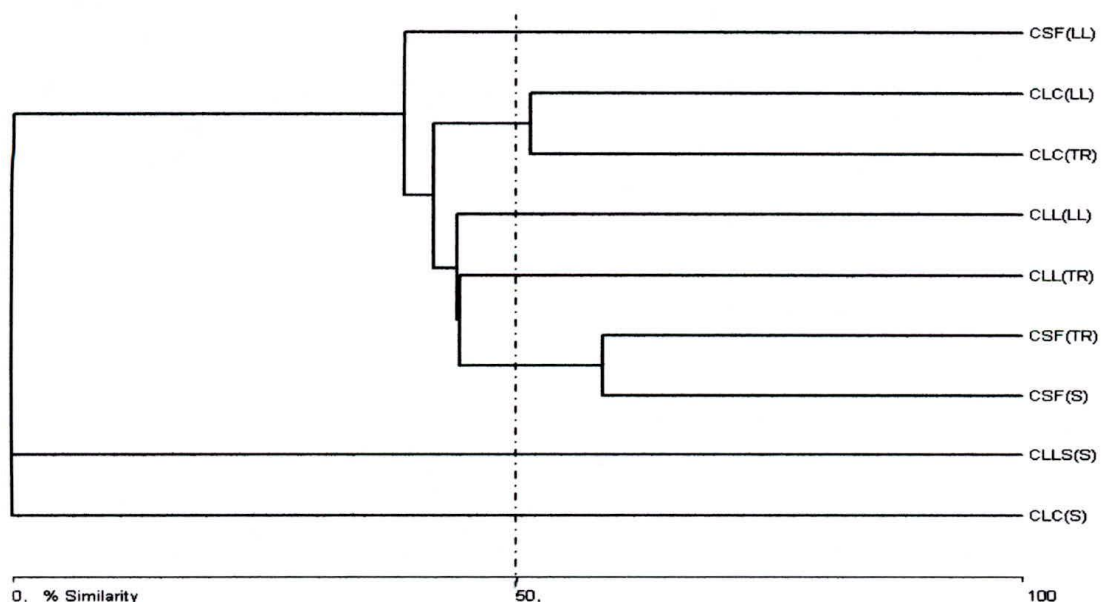 CSF(LL)
CLC(LL)
CLC(TR)
CLL(LL)
CLL(TR)
CSF(TR)
CSF(S)
CLLS(S)
CLC(S)
0. % Similarity 50. 100